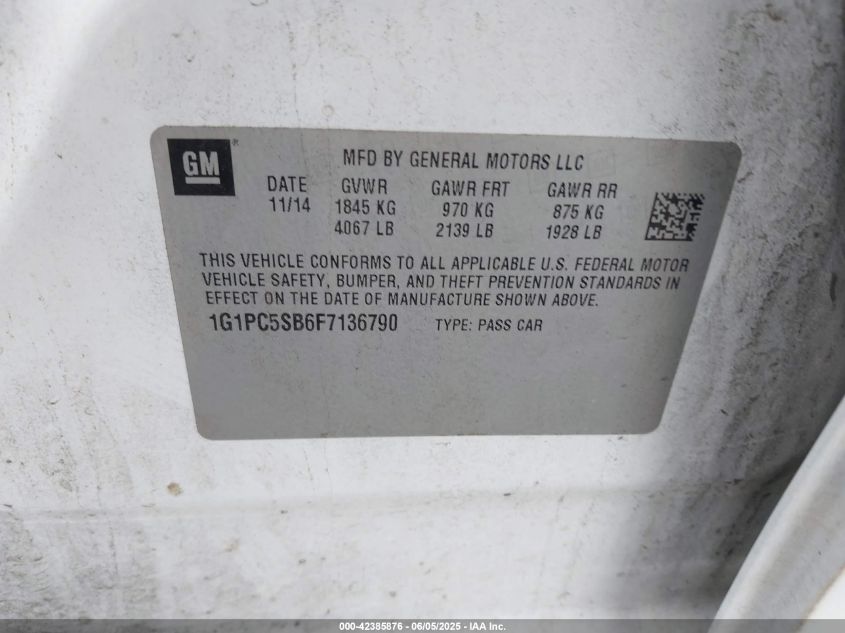 GM®
MFD BY GENERAL MOTORS LLC
DATE GVWR GAWR FRT GAWR RR
11/14 1845 KG 970 KG 875 KG
4067 LB 2139 LB 1928 LB
THIS VEHICLE CONFORMS TO ALL APPLICABLE U.S. FEDERAL MOTOR
VEHICLE SAFETY, BUMPER, AND THEFT PREVENTION STANDARDS IN
EFFECT ON THE DATE OF MANUFACTURE SHOWN ABOVE.
1G1PC5SB6F7136790 TYPE: PASS CAR
000-42385876 - 06/05/2025 - IAA Inc.